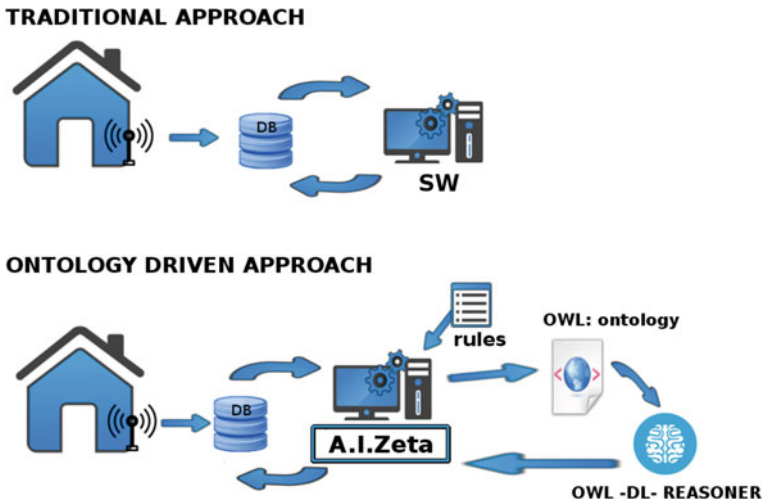 TRADITIONAL APPROACH
DB
SW
ONTOLOGY DRIVEN APPROACH
rules
OWL: ontology
DB
A.I.Zeta
OWL -DL- REASONER